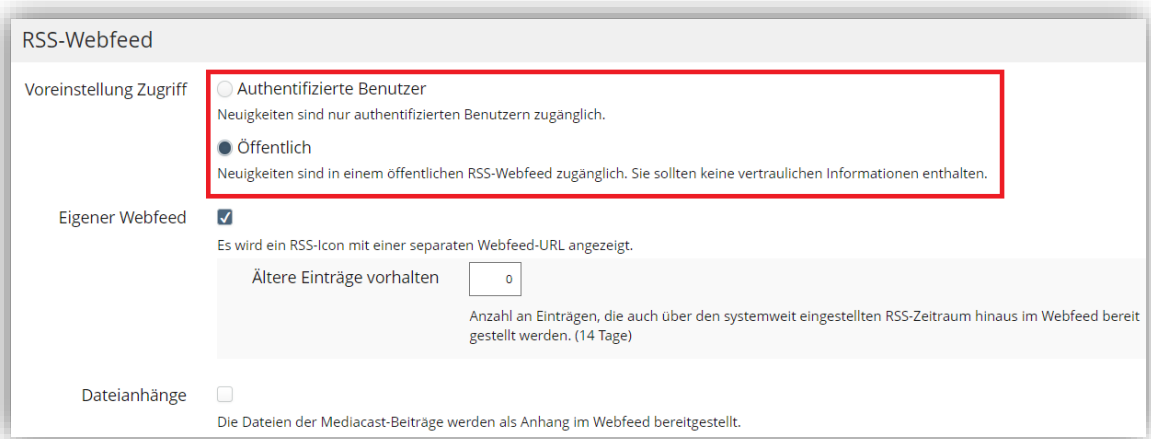 RSS-Webfeed
Voreinstellung Zugriff
Authentifizierte Benutzer
Neuigkeiten sind nur authentifizierten Benutzern zugänglich.
Öffentlich
Neuigkeiten sind in einem öffentlichen RSS-Webfeed zugänglich. Sie sollten keine vertraulichen Informationen enthalten.
Eigener Webfeed
Es wird ein RSS-Icon mit einer separaten Webfeed-URL angezeigt.
Ältere Einträge vorhalten
0
Anzahl an Einträgen, die auch über den systemweit eingestellten RSS-Zeitraum hinaus im Webfeed bereit
gestellt werden. (14 Tage)
Dateianhänge
Die Dateien der Mediacast-Beiträge werden als Anhang im Webfeed bereitgestellt.